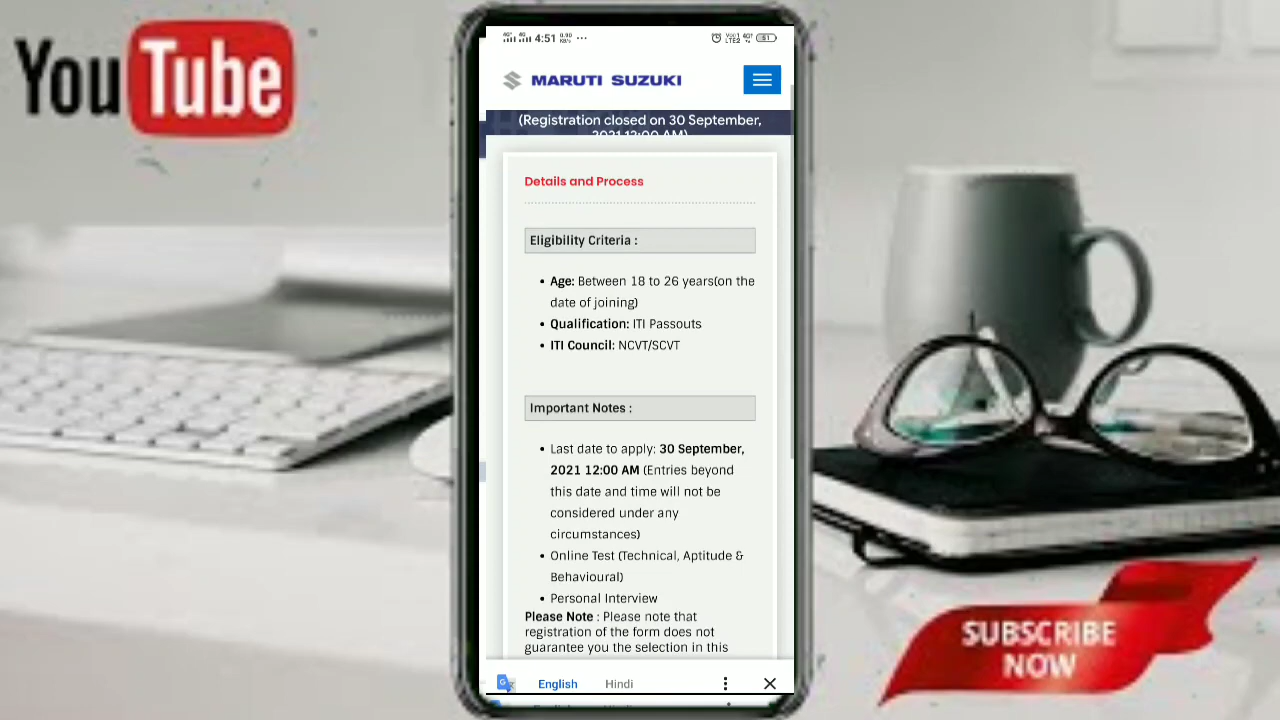 YouTube
4:51
MARUTI SUZUKI
(Registration closed on 30 September,
2021 12:00 AM)
Details and Process
Eligibility Criteria :
• Age: Between 18 to 26 years(on the
date of joining)
• Qualification: ITI Passouts
• ITI Council: NCVT/SCVT
Important Notes :
• Last date to apply: 30 September,
2021 12:00 AM (Entries beyond
this date and time will not be
considered under any
circumstances)
• Online Test (Technical, Aptitude &
Behavioural)
• Personal Interview
Please Note : Please note that
registration of the form does not
guarantee you the selection in this
English Hindi
SUBSCRIBE
NOW